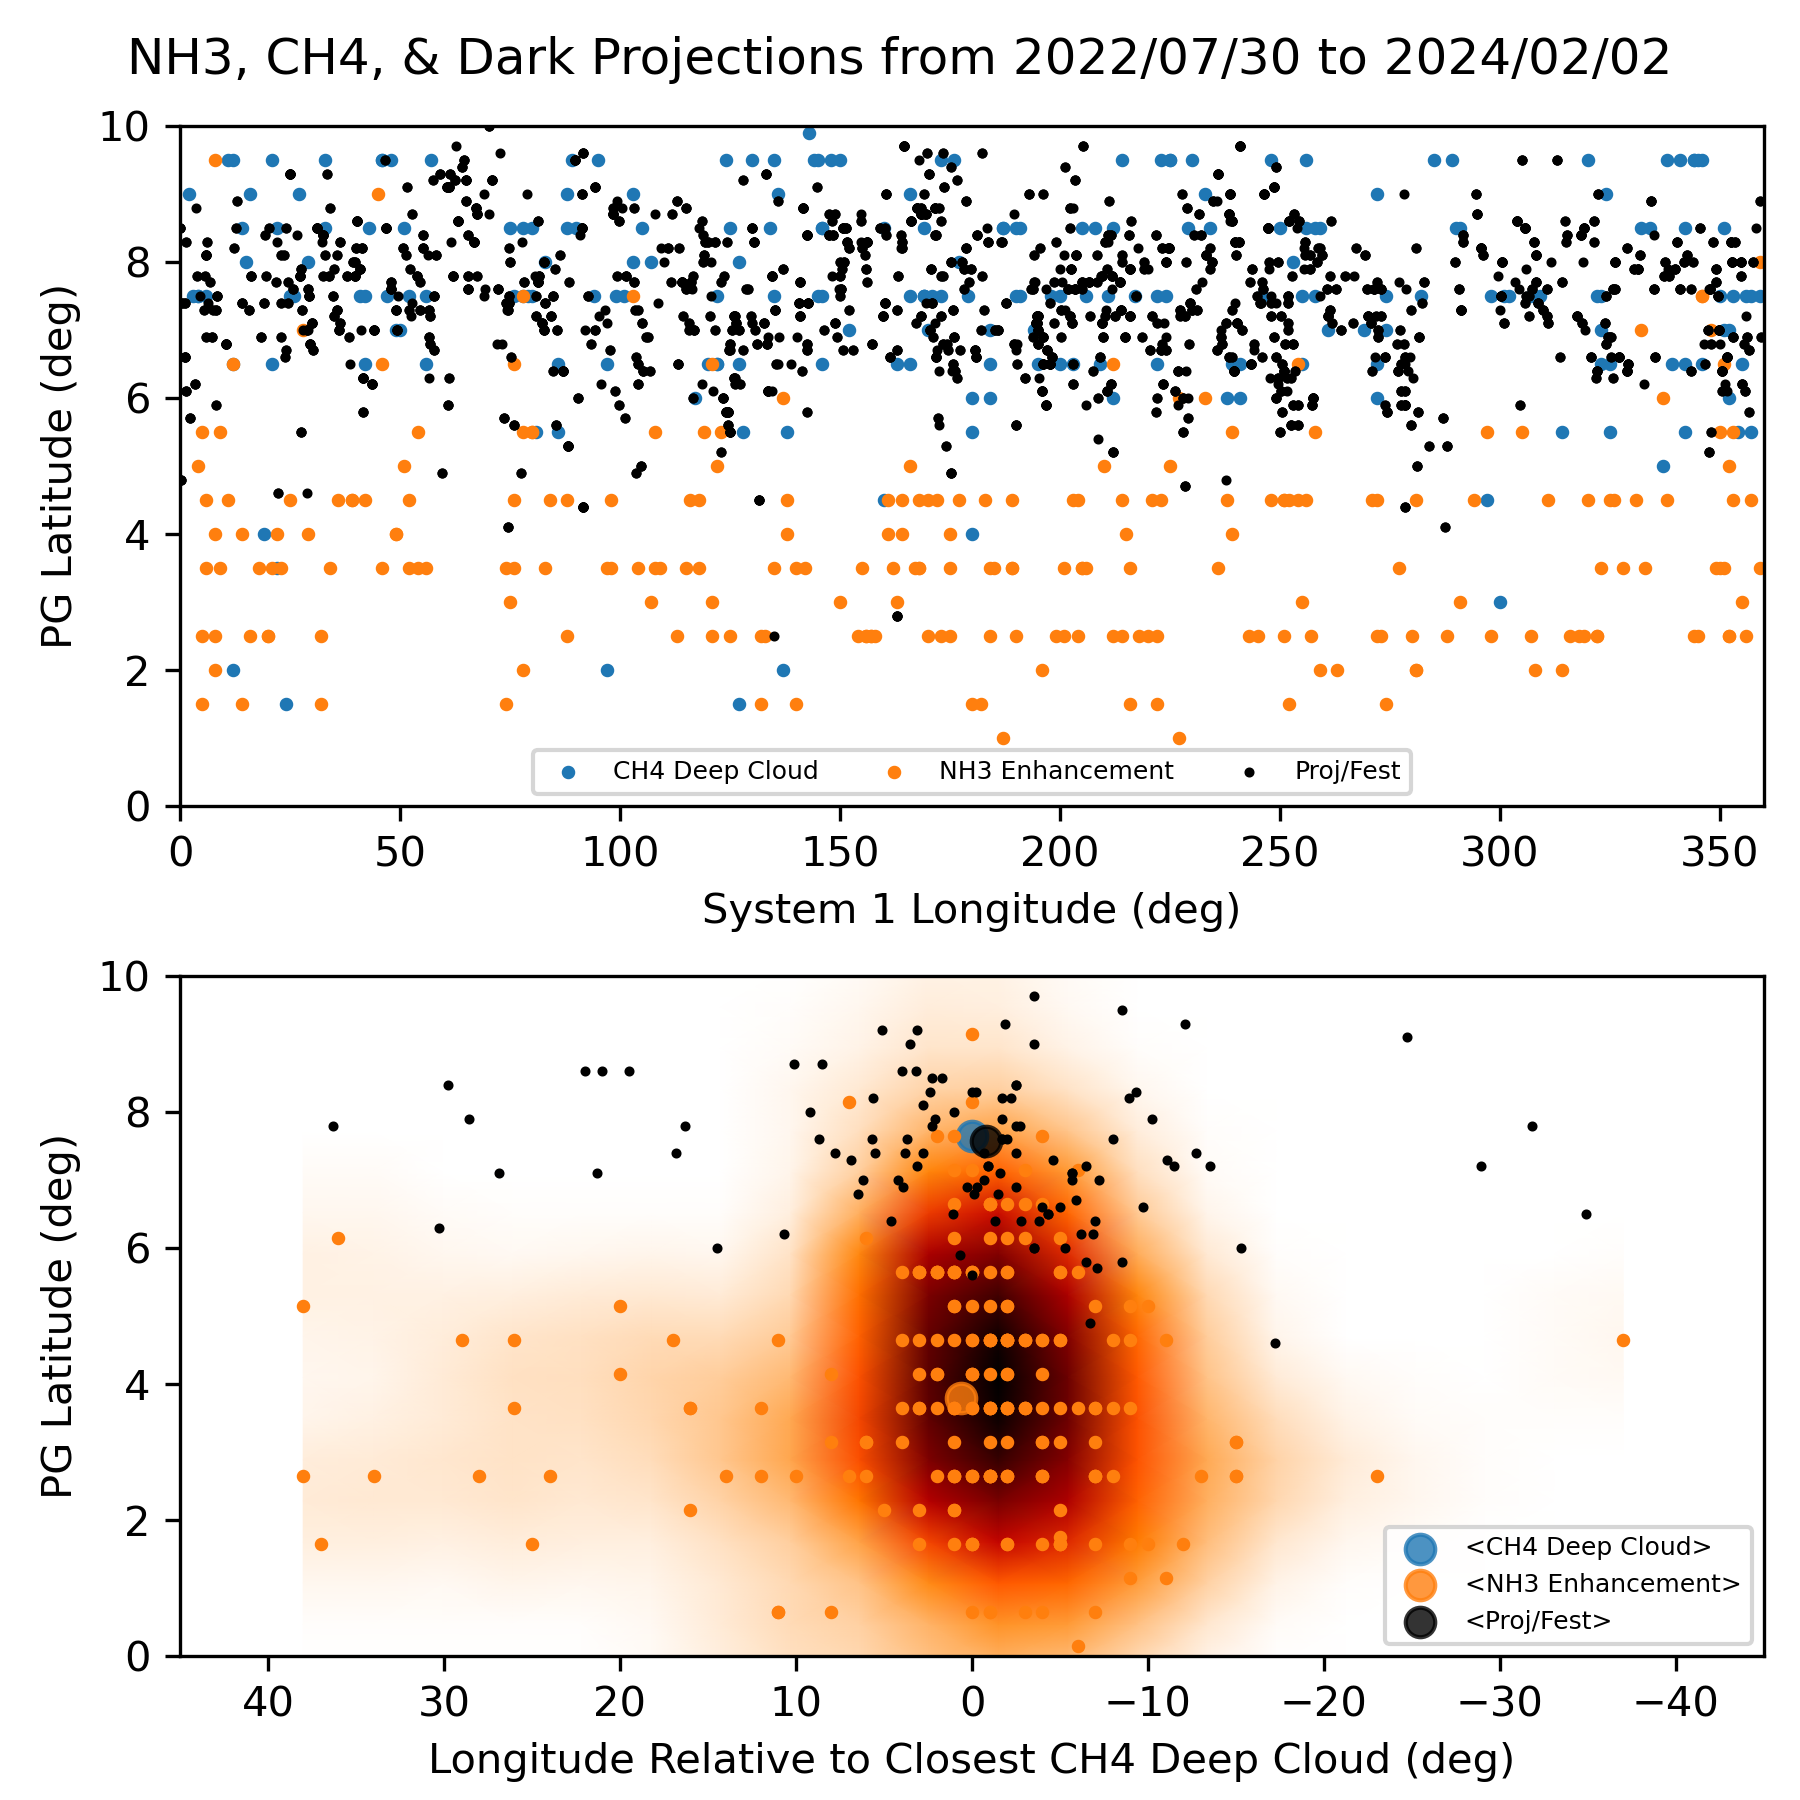 NH3, CH4, & Dark Projections from 2022/07/30 to 2024/02/02
10
8
6
4
2
0
PG Latitude (deg)
CH4 Deep Cloud NH3 Enhancement Proj/Fest
0 50 100 150 200 250 300 350
System 1 Longitude (deg)
10
8
6
4
2
0
PG Latitude (deg)
<CH4 Deep Cloud>
<NH3 Enhancement>
<Proj/Fest>
40 30 20 10 0 −10 −20 −30 −40
Longitude Relative to Closest CH4 Deep Cloud (deg)